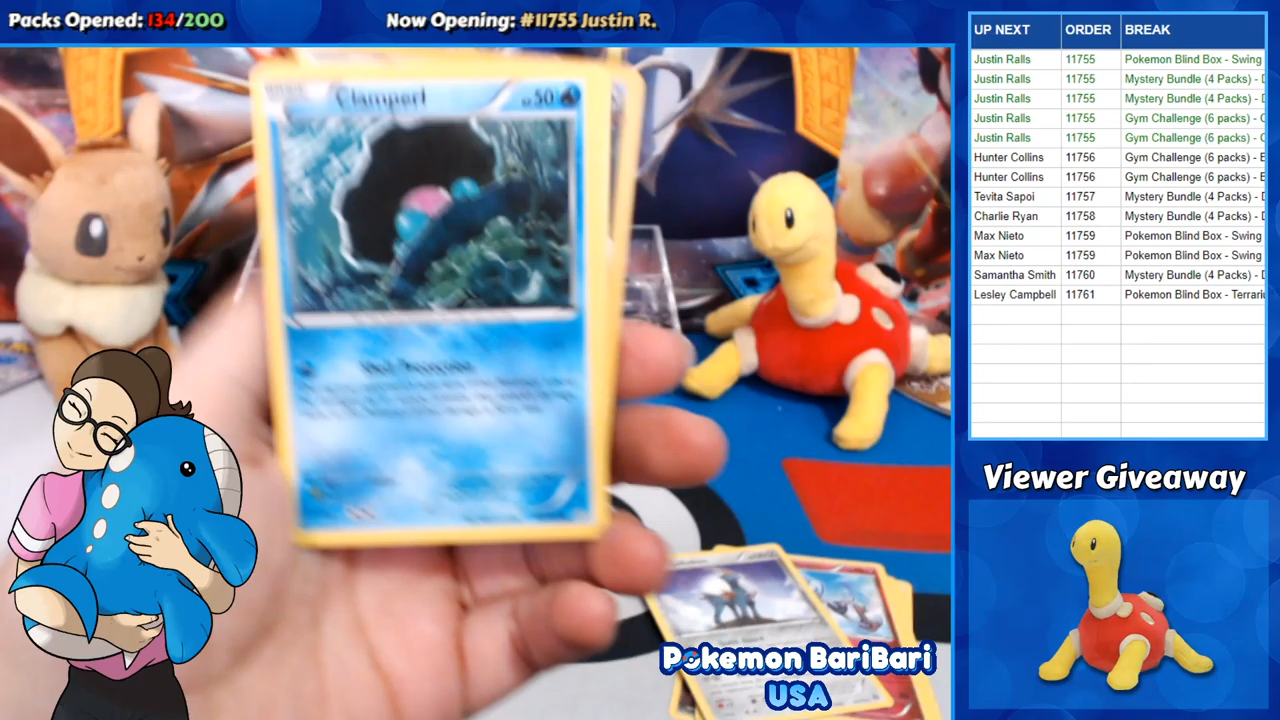 Packs Opened: 134/200
Now Opening: #11755 Justin R.
UP NEXT ORDER BREAK
Justin Ralls 11755 Pokemon Blind Box - Swing
Justin Ralls 11755 Mystery Bundle (4 Packs) -
Justin Ralls 11755 Mystery Bundle (4 Packs) -
Justin Ralls 11755 Gym Challenge (6 packs) -
Justin Ralls 11755 Gym Challenge (6 packs) -
Hunter Collins 11756 Gym Challenge (6 packs) -
Hunter Collins 11756 Gym Challenge (6 packs) -
Tevita Sapoi 11757 Mystery Bundle (4 Packs) -
Charlie Ryan 11758 Mystery Bundle (4 Packs) -
Max Nieto 11759 Pokemon Blind Box - Swing
Max Nieto 11759 Pokemon Blind Box - Swing
Samantha Smith 11760 Mystery Bundle (4 Packs) -
Lesley Campbell 11761 Pokemon Blind Box -
Clamperl
50
Viewer Giveaway
Pokemon BariBari
USA